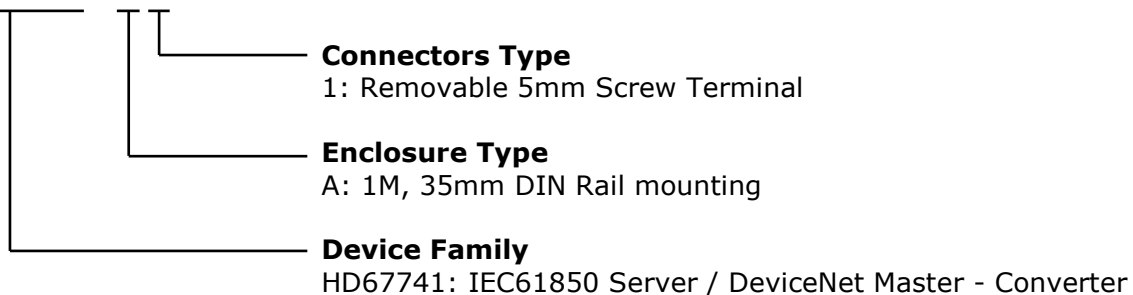 Connectors Type
1: Removable 5mm Screw Terminal
Enclosure Type
A: 1M, 35mm DIN Rail mounting
Device Family
HD67741: IEC61850 Server / DeviceNet Master - Converter